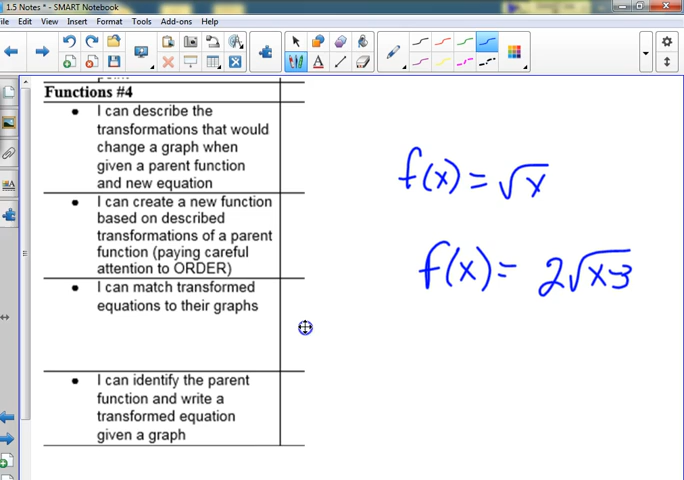 1.5 Notes * - SMART Notebook
File Edit View Insert Format Tools Add-ons Help
point
Functions #4
• I can describe the
transformations that would
change a graph when
given a parent function
and new equation
• I can create a new function
based on described
transformations of a parent
function (paying careful
attention to ORDER)
• I can match transformed
equations to their graphs
• I can identify the parent
function and write a
transformed equation
given a graph
f(x) = √x
f(x) = 2√x-3